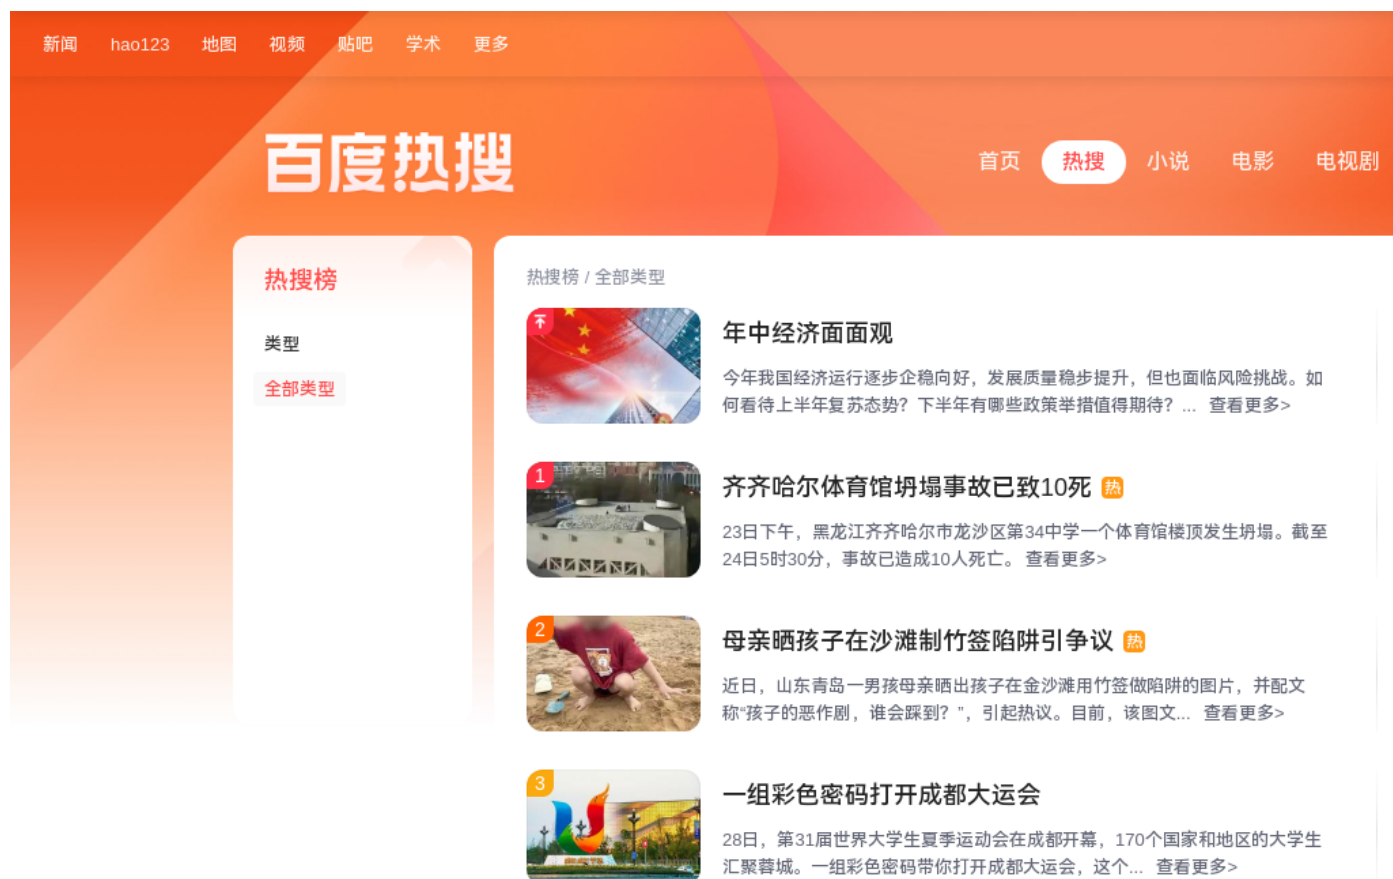 新闻 hao123 地图 视频 贴吧 学术 更多
百度热搜
首页 热搜 小说 电影 电视剧
热搜榜
类型
全部类型
热搜榜 / 全部类型
年中经济面面观
今年我国经济运行逐步企稳向好，发展质量稳步提升，但也面临风险挑战。如
何看待上半年复苏态势？下半年有哪些政策举措值得期待？... 查看更多>
1
齐齐哈尔体育馆坍塌事故已致10死 热
23日下午，黑龙江齐齐哈尔市龙沙区第34中学一个体育馆楼顶发生坍塌。截至
24日5时30分，事故已造成10人死亡。 查看更多>
2
母亲晒孩子在沙滩制竹签陷阱引争议 热
近日，山东青岛一男孩母亲晒出孩子在金沙滩用竹签做陷阱的图片，并配文
称“孩子的恶作剧，谁会踩到？”，引起热议。目前，该图文... 查看更多>
3
一组彩色密码打开成都大运会
28日，第31届世界大学生夏季运动会在成都开幕，170个国家和地区的大学生
汇聚蓉城。一组彩色密码带你打开成都大运会，这个... 查看更多>